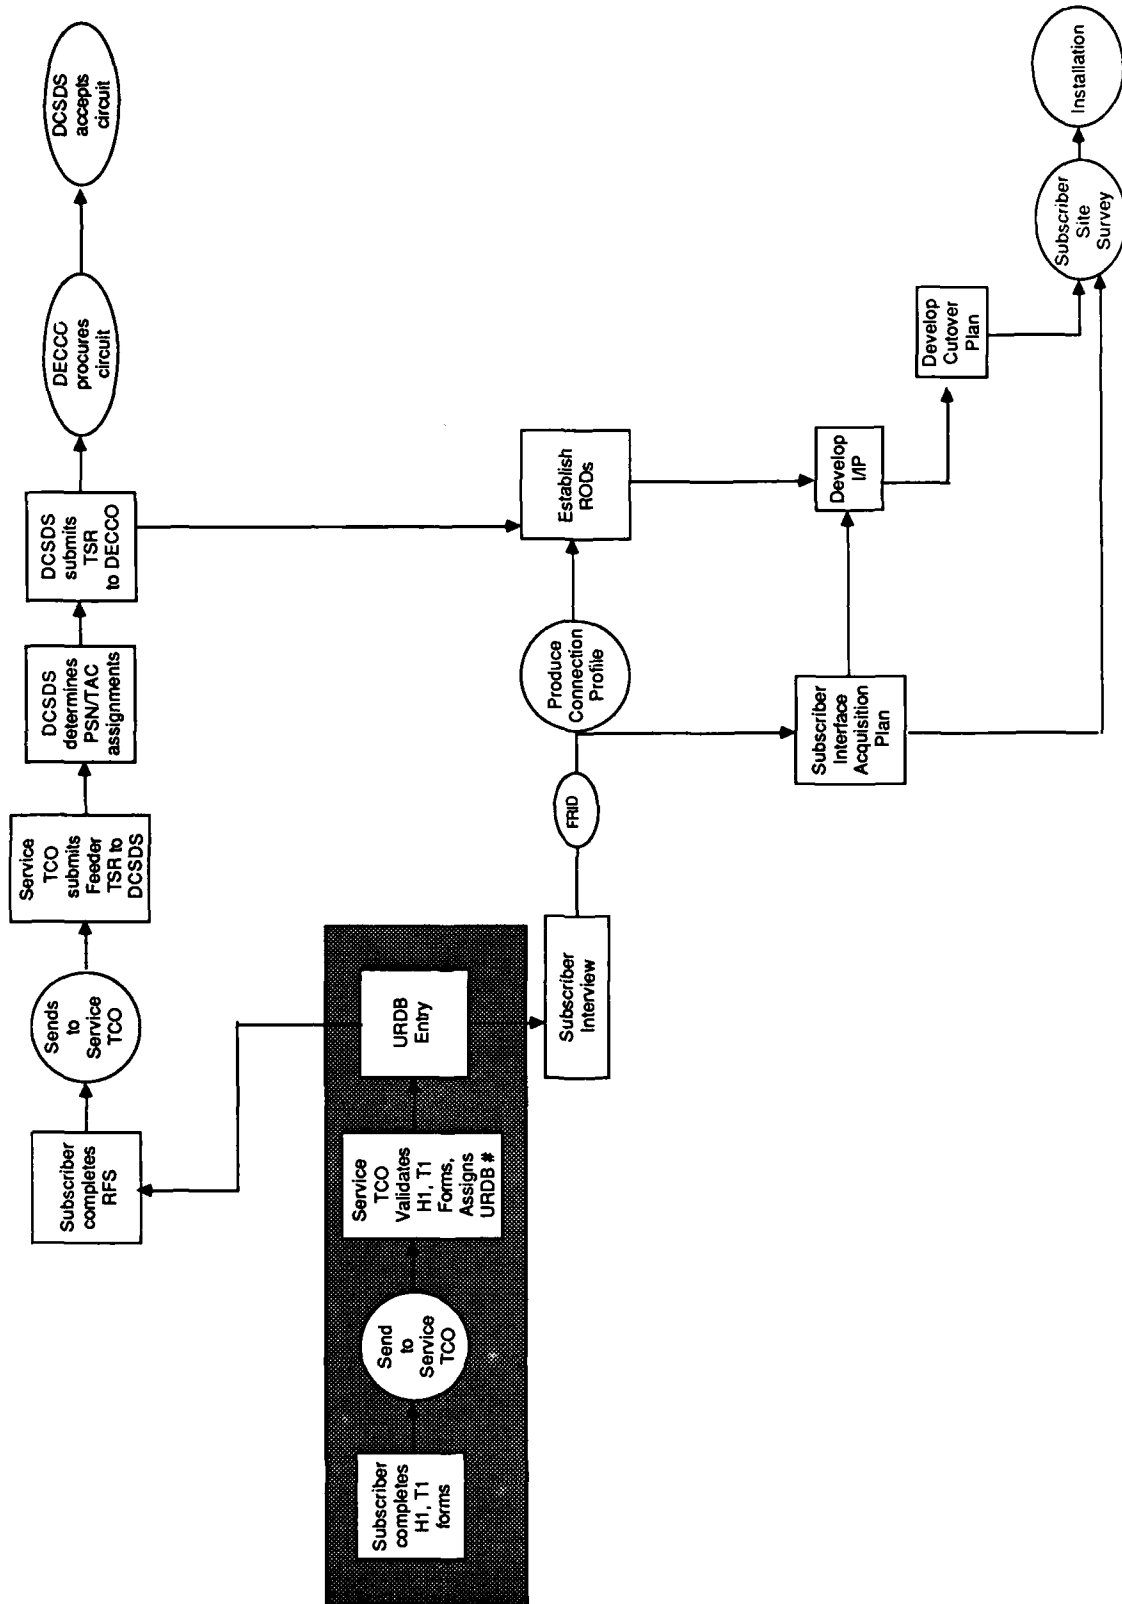 Subscriber
completes
RFS
Sends
to
Service
TCO
Service
TCO
submits
Feeder
TSR to
DCSDS
DCSDS
determines
PSN/TAC
assignments
DCSDS
submits
TSR
to DECCO
DECCO
procures
circuit
DCSDS
accepts
circuit
Subscriber
completes
H1, T1
forms
Send
to
Service
TCO
Service
TCO
Validates
H1, T1
Forms,
Assigns
URDB #
URDB
Entry
Subscriber
Interview
FRID
Produce
Connection
Profile
Establish
RODs
Subscriber
Interface
Acquisition
Plan
Develop
I/IP
Develop
Cutover
Plan
Subscriber
Site
Survey
Installation